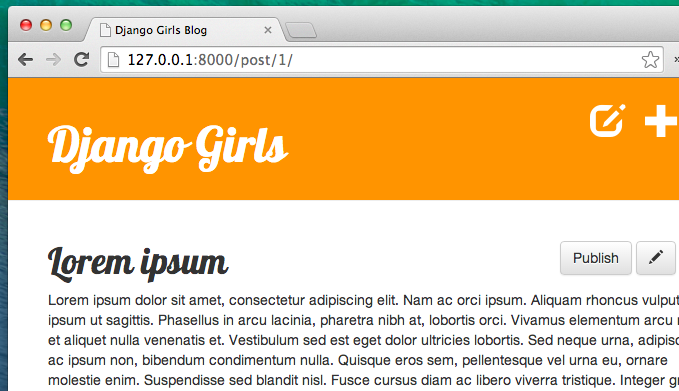 Django Girls Blog
127.0.0.1:8000/post/1/
Django Girls
Lorem ipsum
Publish
Lorem ipsum dolor sit amet, consectetur adipiscing elit. Nam ac orci ipsum. Aliquam rhoncus vulput
ipsum ut sagittis. Phasellus in arcu lacinia, pharetra nibh at, lobortis orci. Vivamus elementum arcu
et aliquet nulla venenatis et. Vestibulum sed est eget dolor ultricies lobortis. Sed neque urna, adipisc
ac ipsum non, bibendum condimentum nulla. Quisque eros sem, pellentesque vel urna eu, ornare
molestie enim. Suspendisse sed blandit nisl. Fusce cursus diam ac libero viverra tristique. Integer